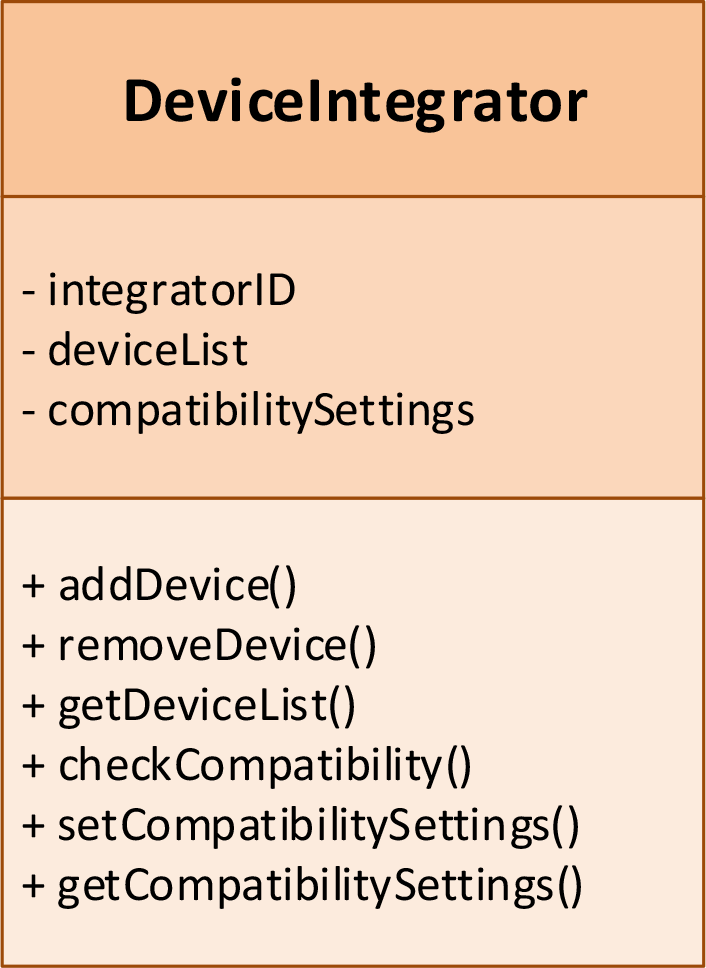 DeviceIntegrator
- integratorID
- deviceList
- compatibilitySettings
+ addDevice()
+ removeDevice()
+ getDeviceList()
+ checkCompatibility()
+ setCompatibilitySettings()
+ getCompatibilitySettings()